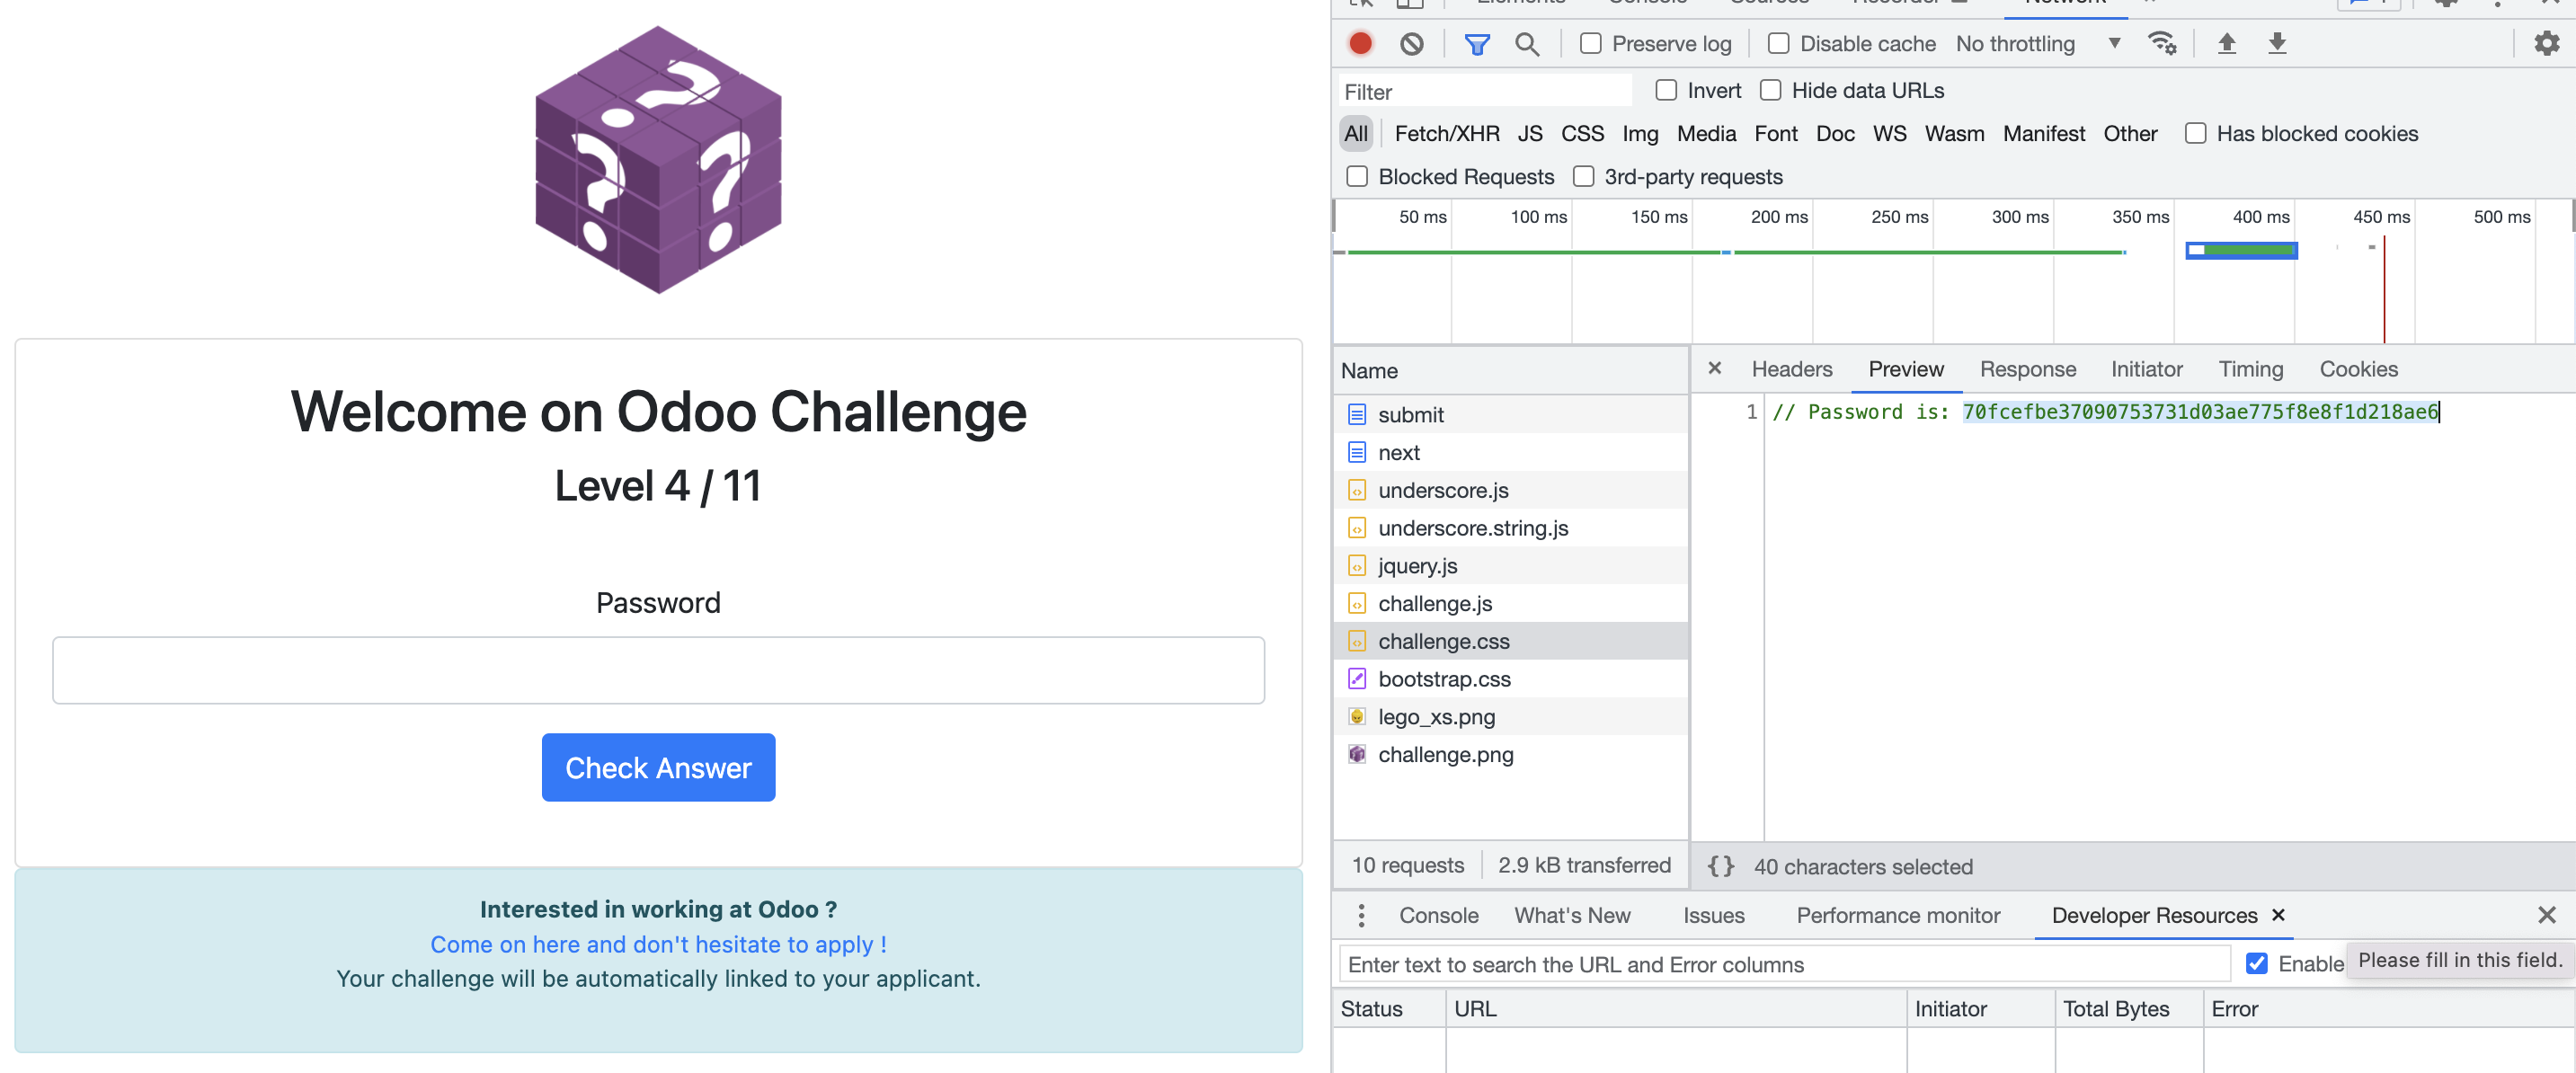 Welcome on Odoo Challenge
Level 4 / 11
Password
Check Answer
Interested in working at Odoo ?
Come on here and don't hesitate to apply !
Your challenge will be automatically linked to your applicant.
Elements Console Sources Recorder Network
Preserve log Disable cache No throttling
Filter Invert Hide data URLs
All Fetch/XHR JS CSS Img Media Font Doc WS Wasm Manifest Other Has blocked cookies
Blocked Requests 3rd-party requests
50 ms 100 ms 150 ms 200 ms 250 ms 300 ms 350 ms 400 ms 450 ms 500 ms
Name
submit
next
underscore.js
underscore.string.js
jquery.js
challenge.js
challenge.css
bootstrap.css
lego_xs.png
challenge.png
10 requests 2.9 kB transferred
× Headers Preview Response Initiator Timing Cookies
1 // Password is: 70fcefbe37090753731d03ae775f8e8f1d218ae6
{} 40 characters selected
Console What's New Issues Performance monitor Developer Resources ×
Enter text to search the URL and Error columns Enable
Please fill in this field.
Status URL Initiator Total Bytes Error